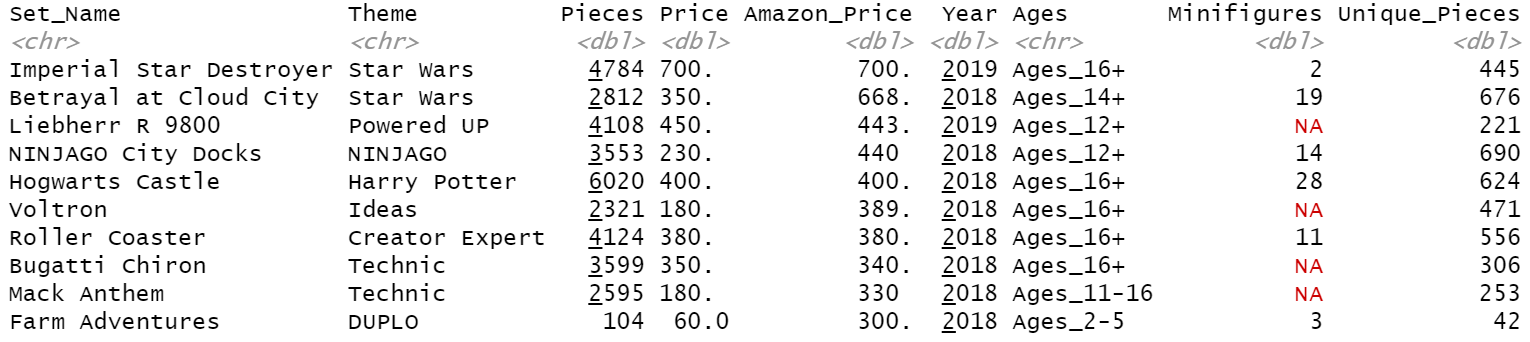 Set_Name Theme Pieces Price Amazon_Price Year Ages Minifigures Unique_Pieces
<chr> <chr> <dbl> <dbl> <dbl> <dbl> <chr> <dbl> <dbl>
Imperial Star Destroyer Star Wars 4784 700. 700. 2019 Ages_16+ 2 445
Betrayal at Cloud City Star Wars 2812 350. 668. 2018 Ages_14+ 19 676
Liebherr R 9800 Powered UP 4108 450. 443. 2019 Ages_12+ NA 221
NINJAGO City Docks NINJAGO 3553 230. 440 2018 Ages_12+ 14 690
Hogwarts Castle Harry Potter 6020 400. 400. 2018 Ages_16+ 28 624
Voltron Ideas 2321 180. 389. 2018 Ages_16+ NA 471
Roller Coaster Creator Expert 4124 380. 380. 2018 Ages_16+ 11 556
Bugatti Chiron Technic 3599 350. 340. 2018 Ages_16+ NA 306
Mack Anthem Technic 2595 180. 330 2018 Ages_11-16 NA 253
Farm Adventures DUPLO 104 60.0 300. 2018 Ages_2-5 3 42